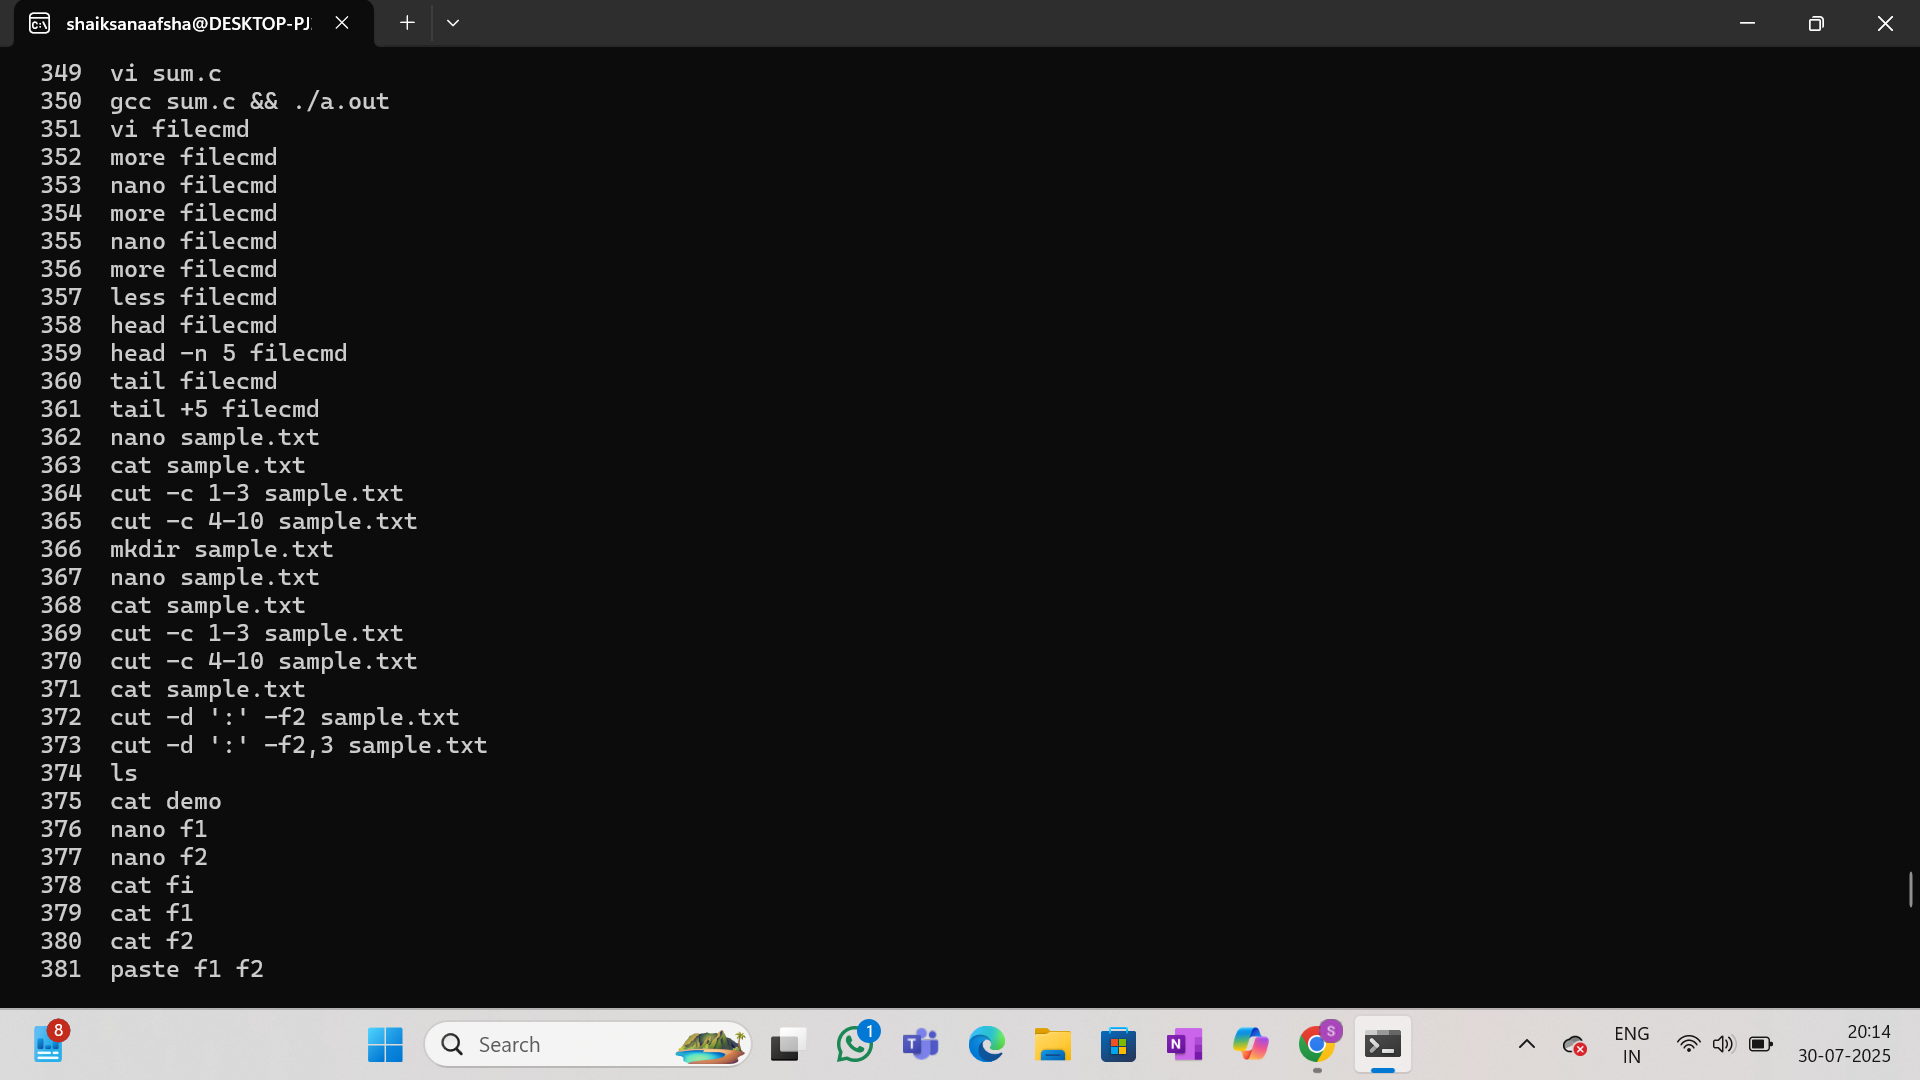 shaiksanaafsha@DESKTOP-PJ
349 vi sum.c
350 gcc sum.c && ./a.out
351 vi filecmd
352 more filecmd
353 nano filecmd
354 more filecmd
355 nano filecmd
356 more filecmd
357 less filecmd
358 head filecmd
359 head -n 5 filecmd
360 tail filecmd
361 tail +5 filecmd
362 nano sample.txt
363 cat sample.txt
364 cut -c 1-3 sample.txt
365 cut -c 4-10 sample.txt
366 mkdir sample.txt
367 nano sample.txt
368 cat sample.txt
369 cut -c 1-3 sample.txt
370 cut -c 4-10 sample.txt
371 cat sample.txt
372 cut -d ':' -f2 sample.txt
373 cut -d ':' -f2,3 sample.txt
374 ls
375 cat demo
376 nano f1
377 nano f2
378 cat fi
379 cat f1
380 cat f2
381 paste f1 f2
8
Search
1
S
ENG
IN
20:14
30-07-2025